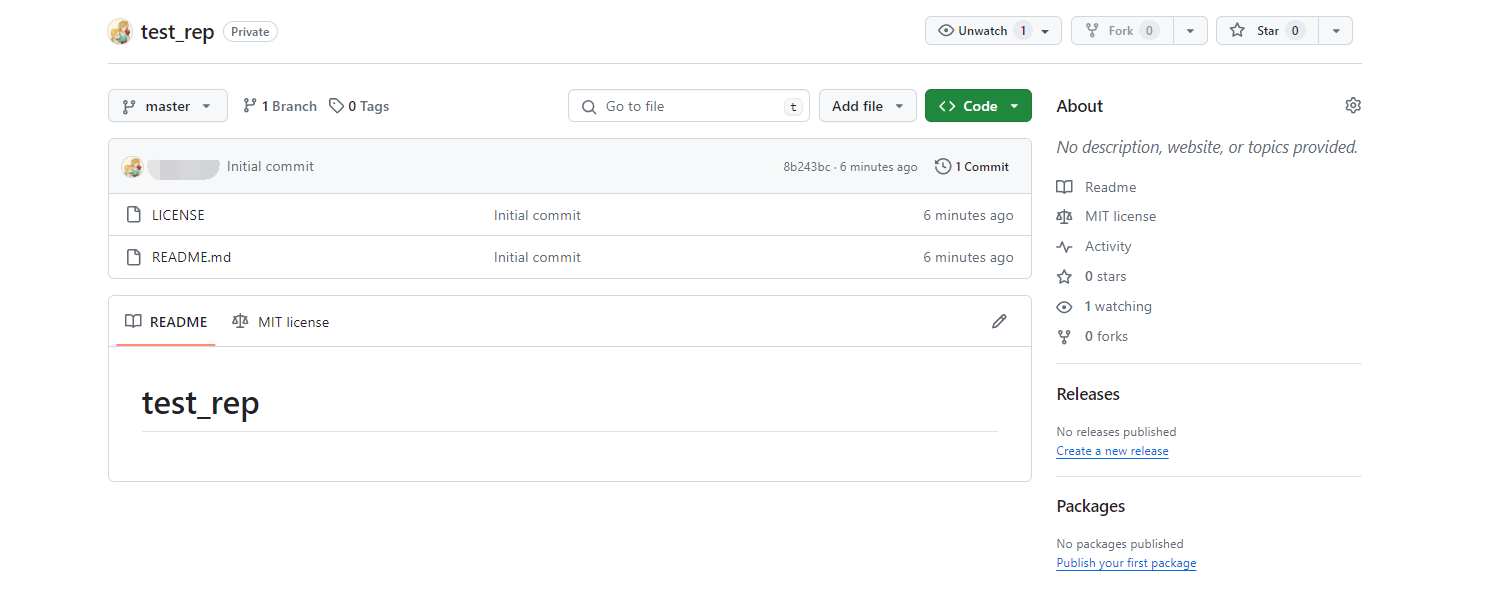 test_rep Private Unwatch 1 Fork 0 Star 0
master 1 Branch 0 Tags Go to file t Add file Code
Initial commit 8b243bc · 6 minutes ago 1 Commit
LICENSE Initial commit 6 minutes ago
README.md Initial commit 6 minutes ago
README MIT license
test_rep
About
No description, website, or topics provided.
Readme
MIT license
Activity
0 stars
1 watching
0 forks
Releases
No releases published
Create a new release
Packages
No packages published
Publish your first package